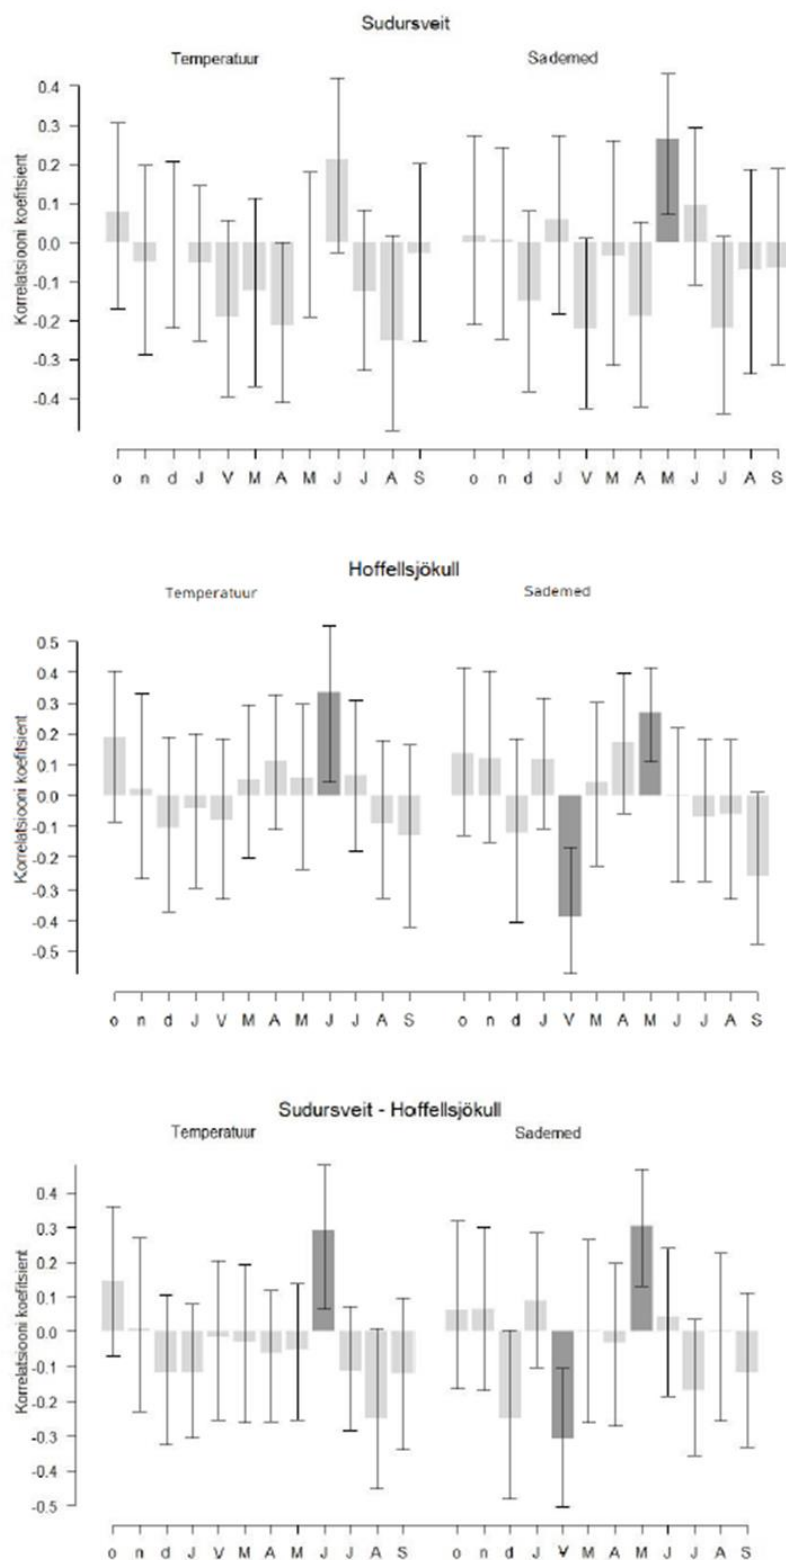 Sudursveit
Temperatuur Sademed
Korrelatsiooni koefitsient
0.4
0.3
0.2
0.1
0.0
-0.1
-0.2
-0.3
-0.4
o n d J V M A M J J A S o n d J V M A M J J A S
Hoffellsjökull
Temperatuur Sademed
Korrelatsiooni koefitsient
0.5
0.4
0.3
0.2
0.1
0.0
-0.1
-0.2
-0.3
-0.4
-0.5
o n d J V M A M J J A S o n d J V M A M J J A S
Sudursveit - Hoffellsjökull
Temperatuur Sademed
Korrelatsiooni koefitsient
0.4
0.3
0.2
0.1
0.0
-0.1
-0.2
-0.3
-0.4
-0.5
o n d J V M A M J J A S o n d J V M A M J J A S